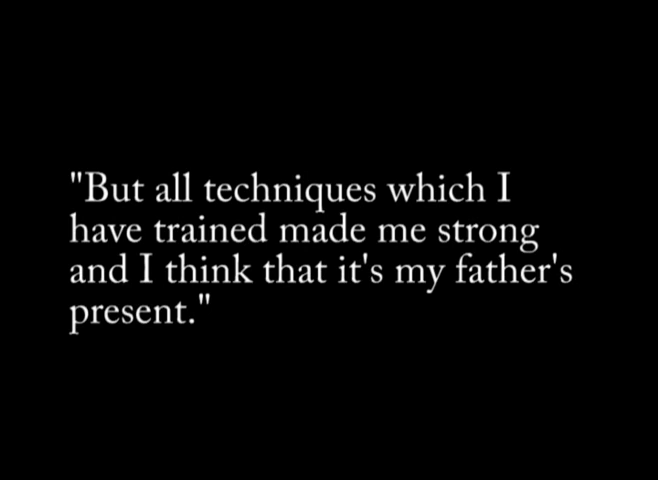 "But all techniques which I
have trained made me strong
and I think that it's my father's
present."